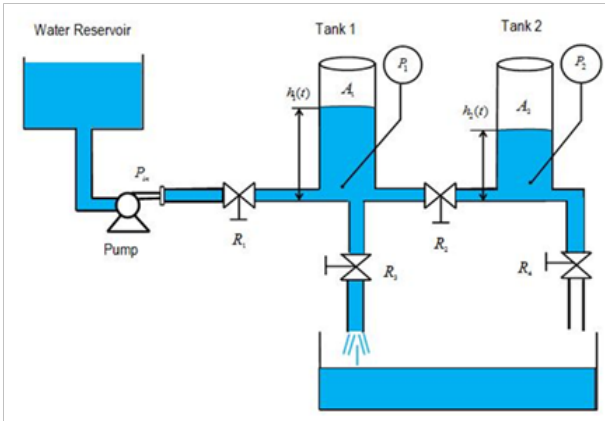 Water Reservoir
Tank 1
Tank 2
P₁
P₂
h₁(t)
A₁
h₂(t)
A₂
Pᵢₙ
Pump
R₁
R₂
R₃
R₄